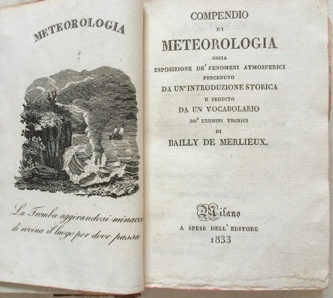 METEOROLOGIA
La Tromba aggirandosi minacc
di rovina il luogo per dove passa
COMPENDIO
DI
METEOROLOGIA
OSSIA
ESPOSIZIONE DE' FENOMENI ATMOSFERICI
PRECEDUTO
DA UN' INTRODUZIONE STORICA
E SEGUITO
DA UN VOCABOLARIO
DE' TERMINI TECNICI
DI
BAILLY DE MERLIEUX.
Milano
A SPESE DELL' EDITORE
1833